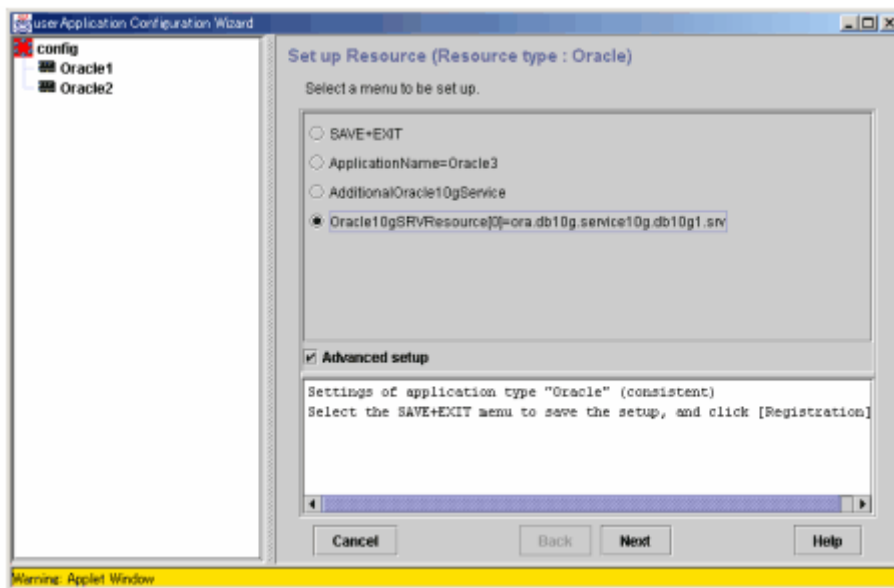 userApplication Configuration Wizard
config
Oracle1
Oracle2
Set up Resource (Resource type : Oracle)
Select a menu to be set up.
SAVE+EXIT
ApplicationName=Oracle3
AdditionalOracle10gService
Oracle10gSRVResource[0]=ora.db10g.service10g.db10g1.srv
Advanced setup
Settings of application type "Oracle" (consistent)
Select the SAVE+EXIT menu to save the setup, and click [Registration]
Cancel
Back
Next
Help
Warning: Applet Window